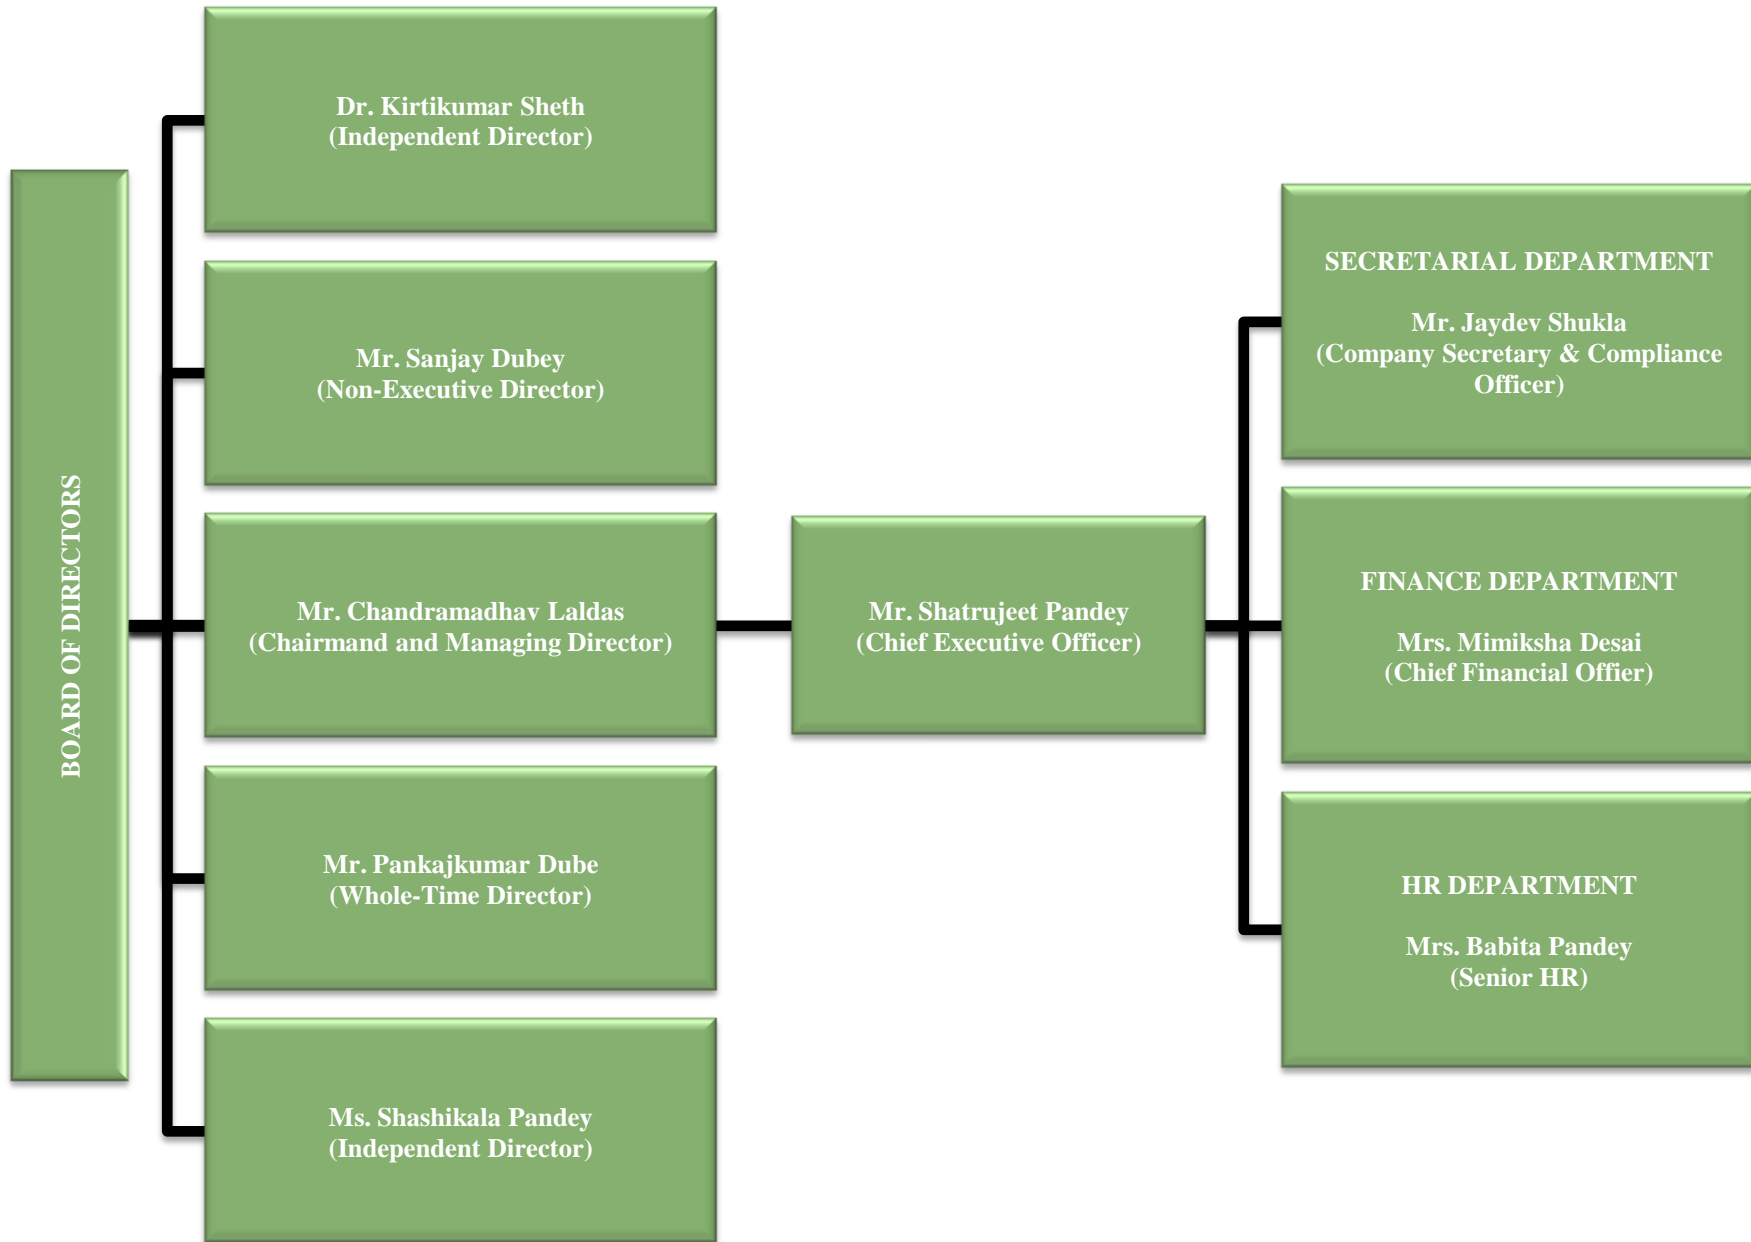 BOARD OF DIRECTORS
Dr. Kirtikumar Sheth
(Independent Director)
Mr. Sanjay Dubey
(Non-Executive Director)
Mr. Chandramadhav Laldas
(Chairmand and Managing Director)
Mr. Pankajkumar Dube
(Whole-Time Director)
Ms. Shashikala Pandey
(Independent Director)
Mr. Shatrujeet Pandey
(Chief Executive Officer)
SECRETARIAL DEPARTMENT
Mr. Jaydev Shukla
(Company Secretary & Compliance
Officer)
FINANCE DEPARTMENT
Mrs. Mimiksha Desai
(Chief Financial Offier)
HR DEPARTMENT
Mrs. Babita Pandey
(Senior HR)